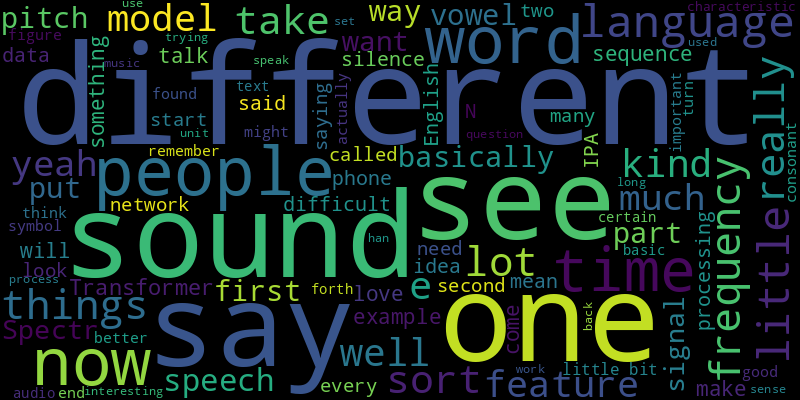 pitch
model
use
take
way
vowel
two
set
language
characteristic
figure
data
trying
something
talk
music
speak
want
silence
word
sequence
used
different
found
text
said
saying
actually
English
N
question
many
important
turn
really
consonant
start
unit
might
remember
called
IPA
yeah
people
basically
kind
put
phone
network
difficult
see
much
frequency
think
symbol
sound
han
long
certain
part
basic
little
will
look
need
idea
lot
time
processing
process
Transformer
first
forth
love
e
second
mean
things
Spectr
say
example
one
come
back
signal
better
now
well
audio
end
interesting
speech
every
sort
feature
work
little bit
make
good
sense